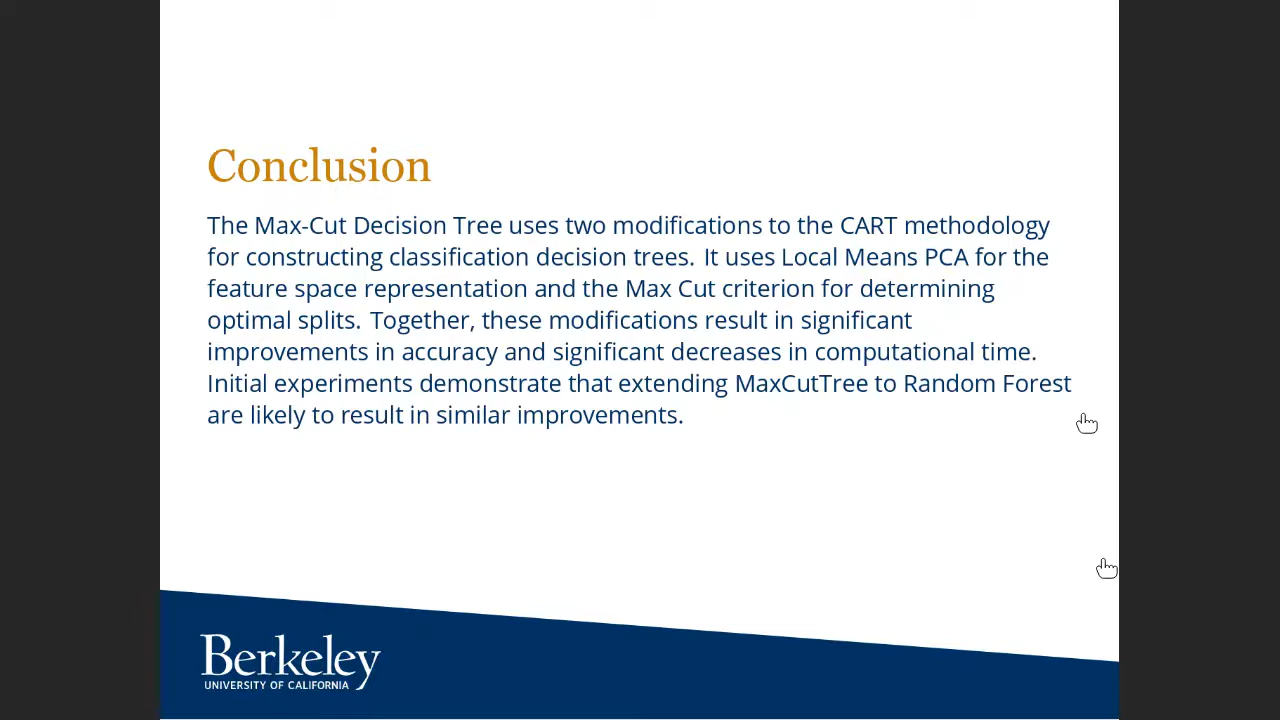 Conclusion
The Max-Cut Decision Tree uses two modifications to the CART methodology
for constructing classification decision trees. It uses Local Means PCA for the
feature space representation and the Max Cut criterion for determining
optimal splits. Together, these modifications result in significant
improvements in accuracy and significant decreases in computational time.
Initial experiments demonstrate that extending MaxCutTree to Random Forest
are likely to result in similar improvements.
Berkeley
UNIVERSITY OF CALIFORNIA